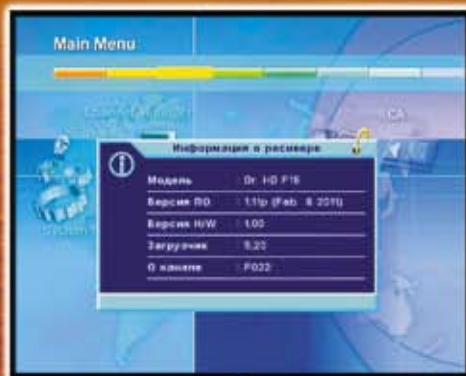 Main Menu
CA
Информация о ресивере
Модель : Dr. HD F16
Версия ПО : 1.11p (Feb 8 2011)
Версия H/W : 1.00
Загрузчик : 5.20
О канале : F022